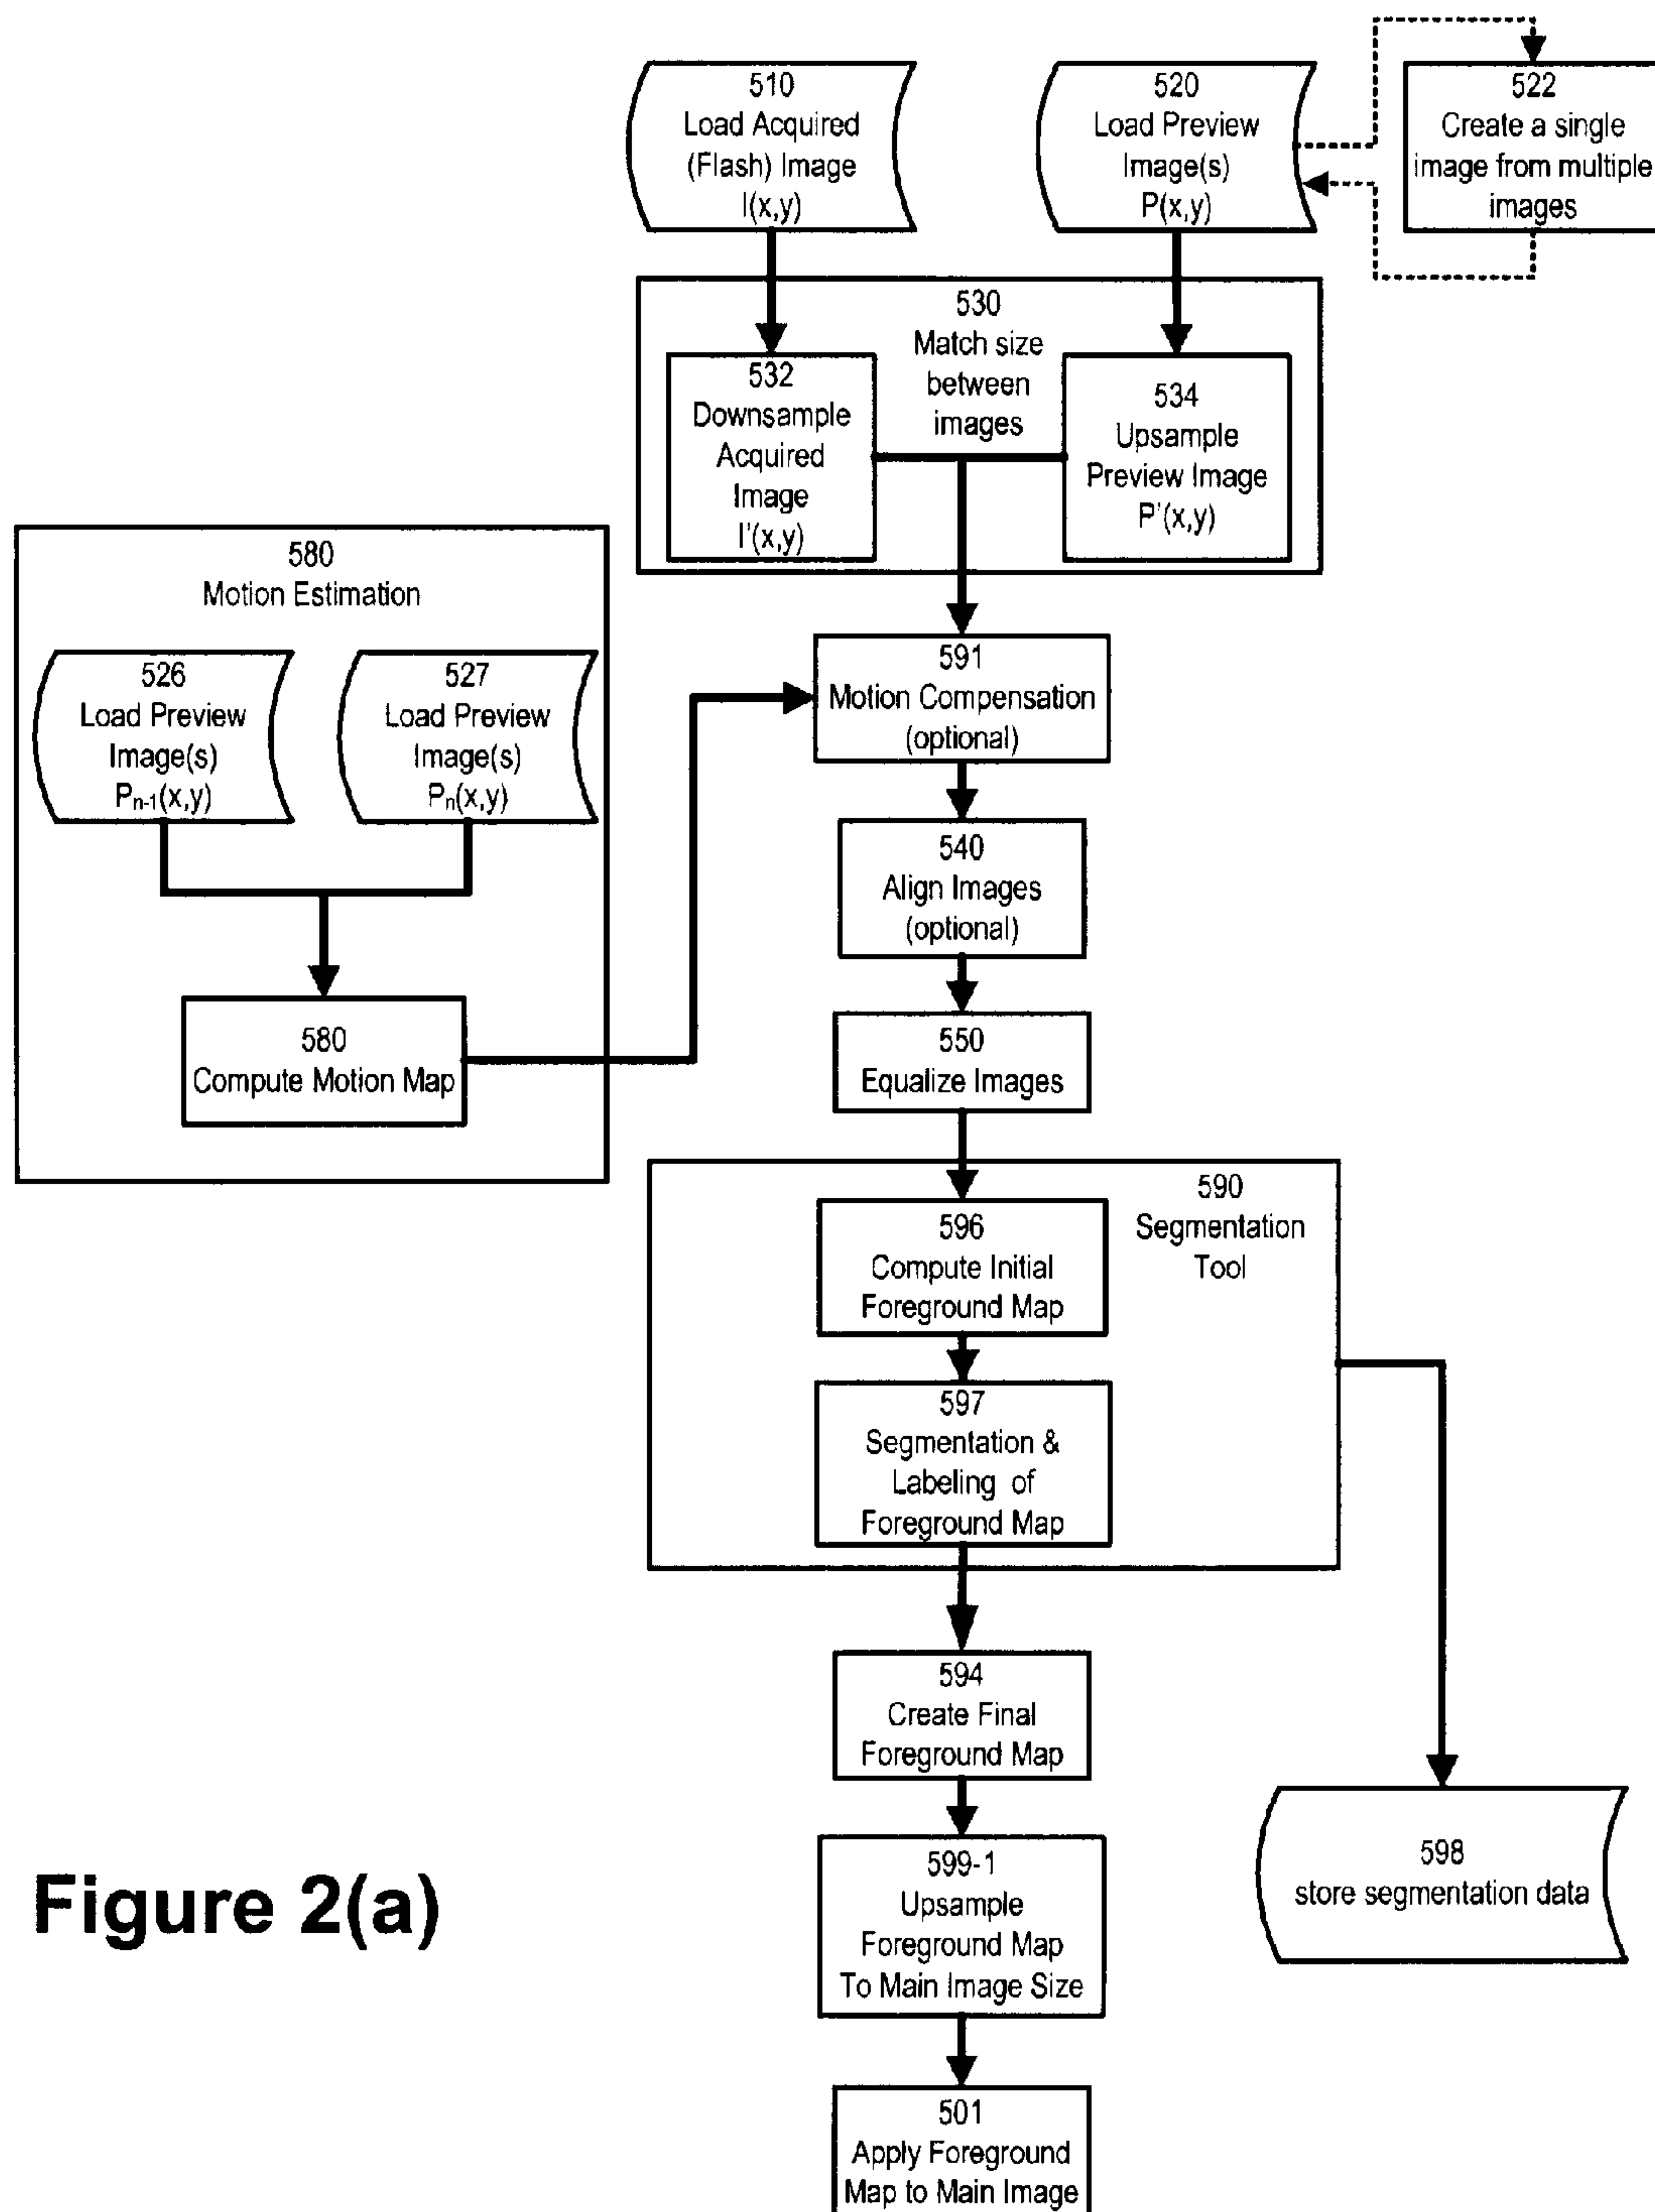 510
Load Acquired
(Flash) Image
I(x,y)
520
Load Preview
Image(s)
P(x,y)
522
Create a single
image from multiple
images
530
Match size
between
images
532
Downsample
Acquired
Image
I'(x,y)
534
Upsample
Preview Image
P'(x,y)
580
Motion Estimation
526
Load Preview
Image(s)
Pn-1(x,y)
527
Load Preview
Image(s)
Pn(x,y)
580
Compute Motion Map
591
Motion Compensation
(optional)
540
Align Images
(optional)
550
Equalize Images
590
Segmentation
Tool
596
Compute Initial
Foreground Map
597
Segmentation &
Labeling of
Foreground Map
594
Create Final
Foreground Map
599-1
Upsample
Foreground Map
To Main Image Size
598
store segmentation data
501
Apply Foreground
Map to Main Image
Figure 2(a)